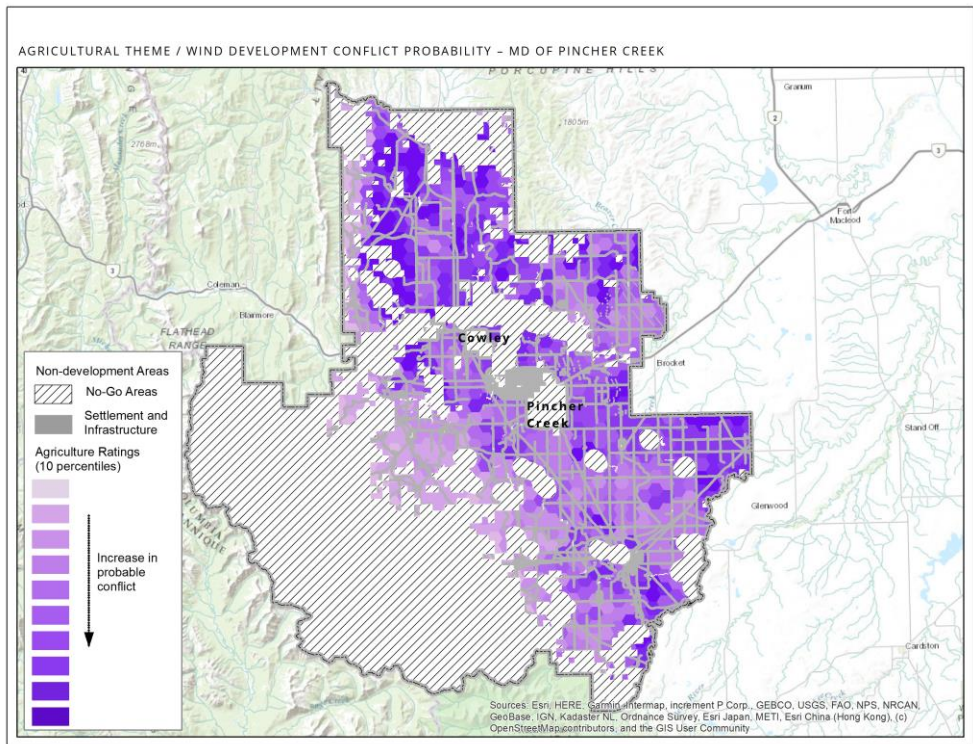 AGRICULTURAL THEME / WIND DEVELOPMENT CONFLICT PROBABILITY – MD OF PINCHER CREEK
PORCUPINE HILLS
Granum
1805m
2
2768m
3
Fort
Macleod
3
Coleman
Blairmore
FLATHEAD
RANGE
Cowley
Brocket
Pincher
Creek
Stand Off
Glenwood
Cardston
Non-development Areas
No-Go Areas
Settlement and
Infrastructure
Agriculture Ratings
(10 percentiles)
Increase in
probable
conflict
Sources: Esri, HERE, Garmin, Intermap, increment P Corp., GEBCO, USGS, FAO, NPS, NRCAN,
GeoBase, IGN, Kadaster NL, Ordnance Survey, Esri Japan, METI, Esri China (Hong Kong), (c)
OpenStreetMap contributors, and the GIS User Community